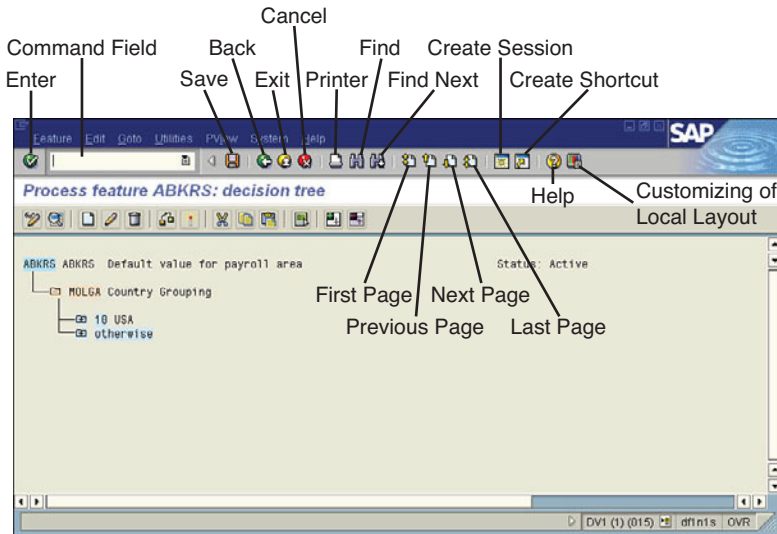 Cancel
Command Field Back Find Create Session
Enter Save Exit Printer Find Next Create Shortcut
Feature Edit Goto Utilities PView System Help
SAP
Process feature ABKRS: decision tree
Help Customizing of
Local Layout
ABKRS ABKRS Default value for payroll area Status: Active
MOLGA Country Grouping
First Page Next Page
10 USA
Previous Page Last Page
otherwise
DV1 (1) (015) df1n1s OVR